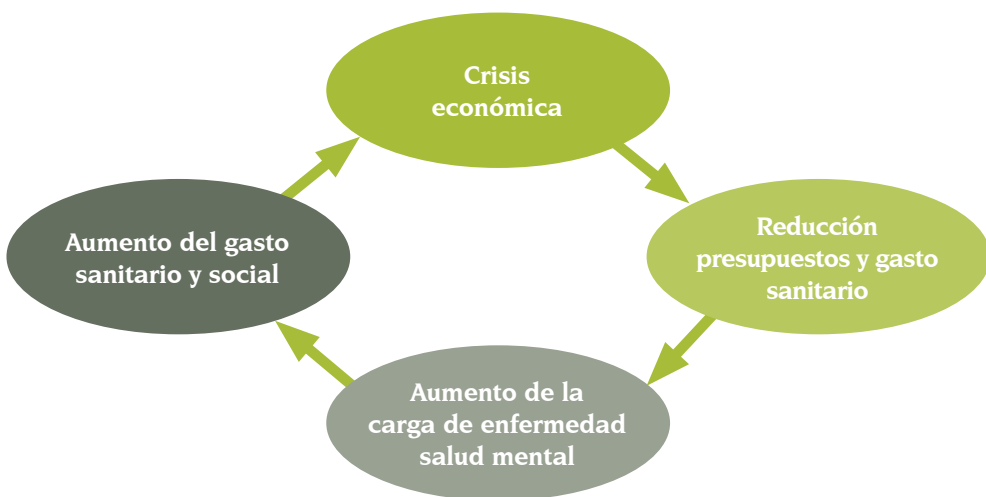 Crisis
económica
Reducción
presupuestos y gasto
sanitario
Aumento de la
carga de enfermedad
salud mental
Aumento del gasto
sanitario y social